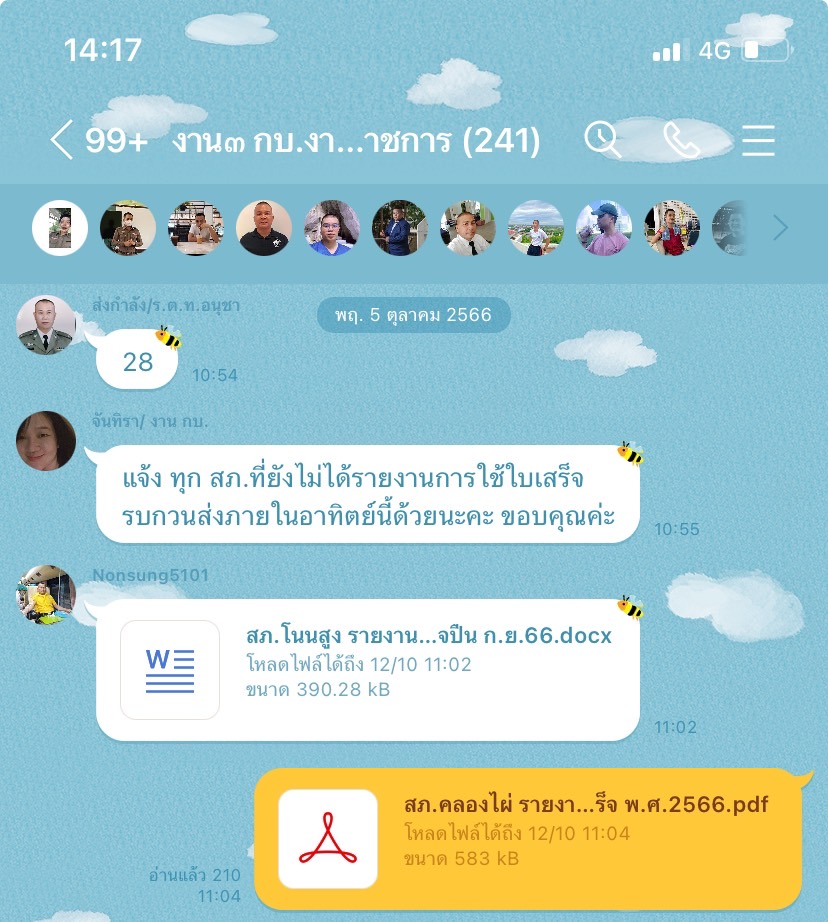 14:17
4G
99+ งาน๓ กบ.งา...าชการ (241)
ส่งกำลัง/ร.ต.ท.อนุชา
พฤ. 5 ตุลาคม 2566
28
10:54
จันทิรา/ งาน กบ.
แจ้ง ทุก สภ.ที่ยังไม่ได้รายงานการใช้ใบเสร็จ
รบกวนส่งภายในอาทิตย์นี้ด้วยนะคะ ขอบคุณค่ะ
10:55
Nonsung5101
W
สภ.โนนสูง รายงาน...จปืน ก.ย.66.docx
โหลดไฟล์ได้ถึง 12/10 11:02
ขนาด 390.28 kB
11:02
สภ.คลองไผ่ รายงา...ร็จ พ.ศ.2566.pdf
โหลดไฟล์ได้ถึง 12/10 11:04
ขนาด 583 kB
อ่านแล้ว 210
11:04